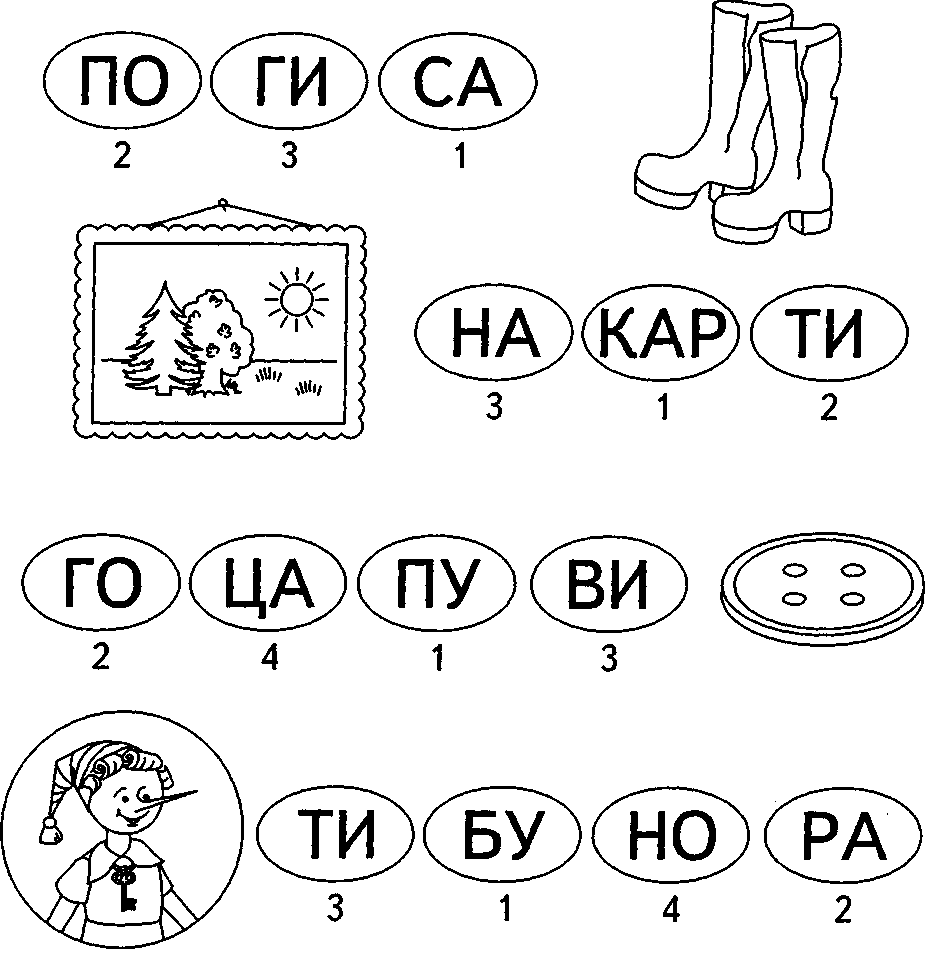 ПО ГИ СА
2 3 1
НА КАР ТИ
3 1 2
ГО ЦА ПУ ВИ
2 4 1 3
ТИ БУ НО РА
3 1 4 2